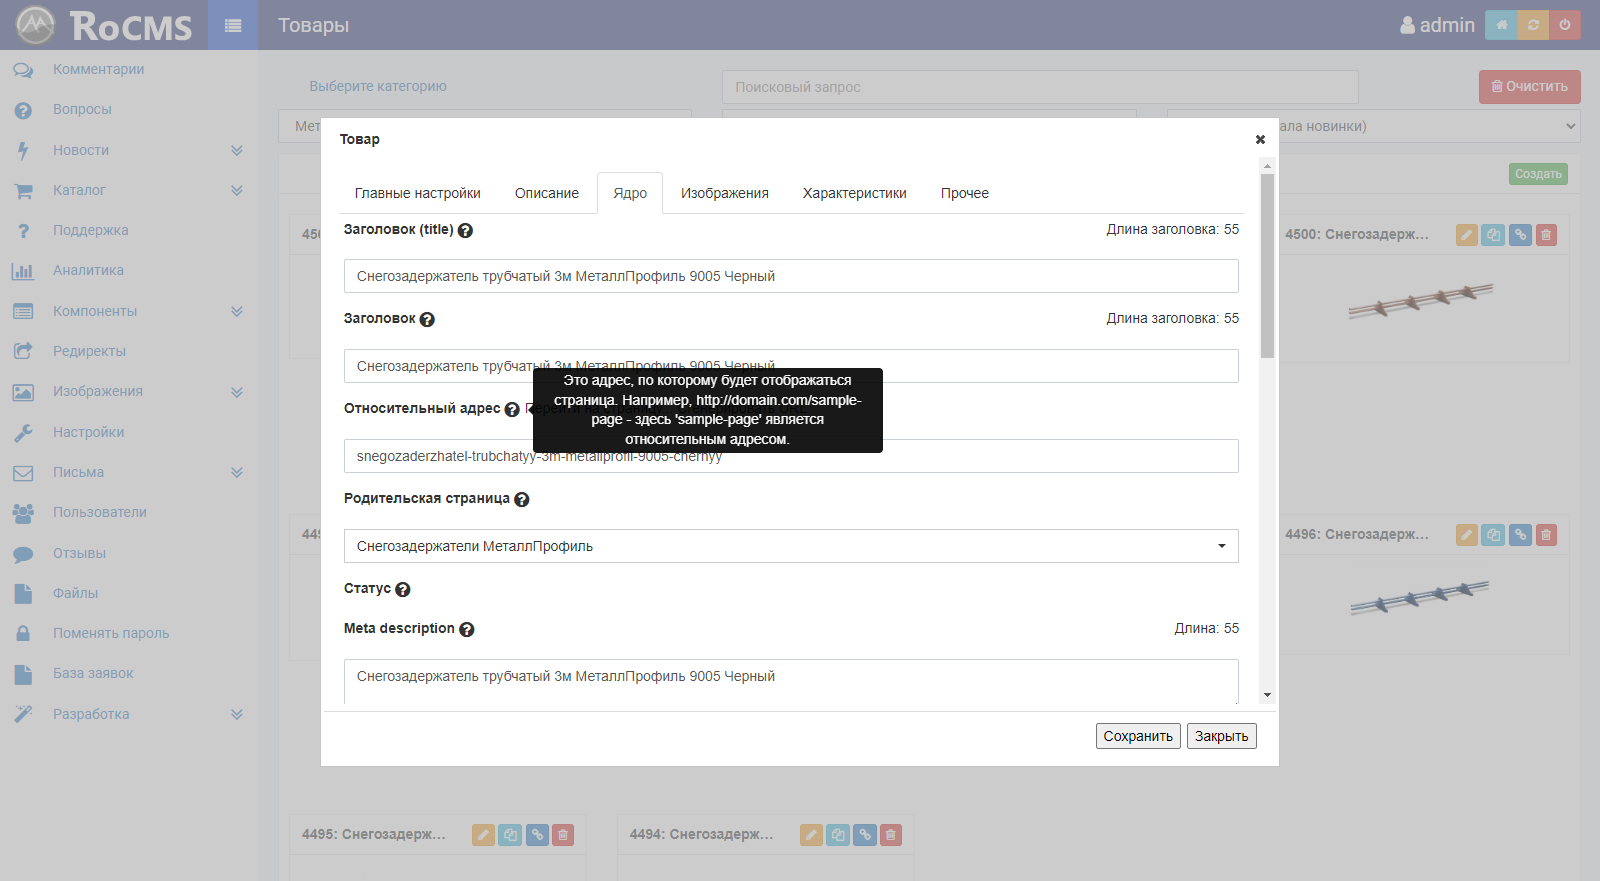 RoCMS
Товары
admin
Комментарии
Вопросы
Новости
Каталог
Поддержка
Аналитика
Компоненты
Редиректы
Изображения
Настройки
Письма
Пользователи
Отзывы
Файлы
Поменять пароль
База заявок
Разработка
Выберите категорию
Поисковый запрос
Очистить
Мет
ала новинки)
Создать
Товар
Главные настройки
Описание
Ядро
Изображения
Характеристики
Прочее
Заголовок (title)
Длина заголовка: 55
Снегозадержатель трубчатый 3м МеталлПрофиль 9005 Черный
Заголовок
Длина заголовка: 55
Снегозадержатель трубчатый 3м МеталлПрофиль 9005 Черный
Относительный адрес
Это адрес, по которому будет отображаться
страница. Например, http://domain.com/sample-
page - здесь 'sample-page' является
относительным адресом.
snegozaderzhatel-trubchatyy-3m-metallprofil-9005-chernyy
Родительская страница
Снегозадержатели МеталлПрофиль
Статус
Meta description
Длина: 55
Снегозадержатель трубчатый 3м МеталлПрофиль 9005 Черный
Сохранить
Закрыть
450
4500: Снегозадерж...
449
4496: Снегозадерж...
4495: Снегозадерж...
4494: Снегозадерж...